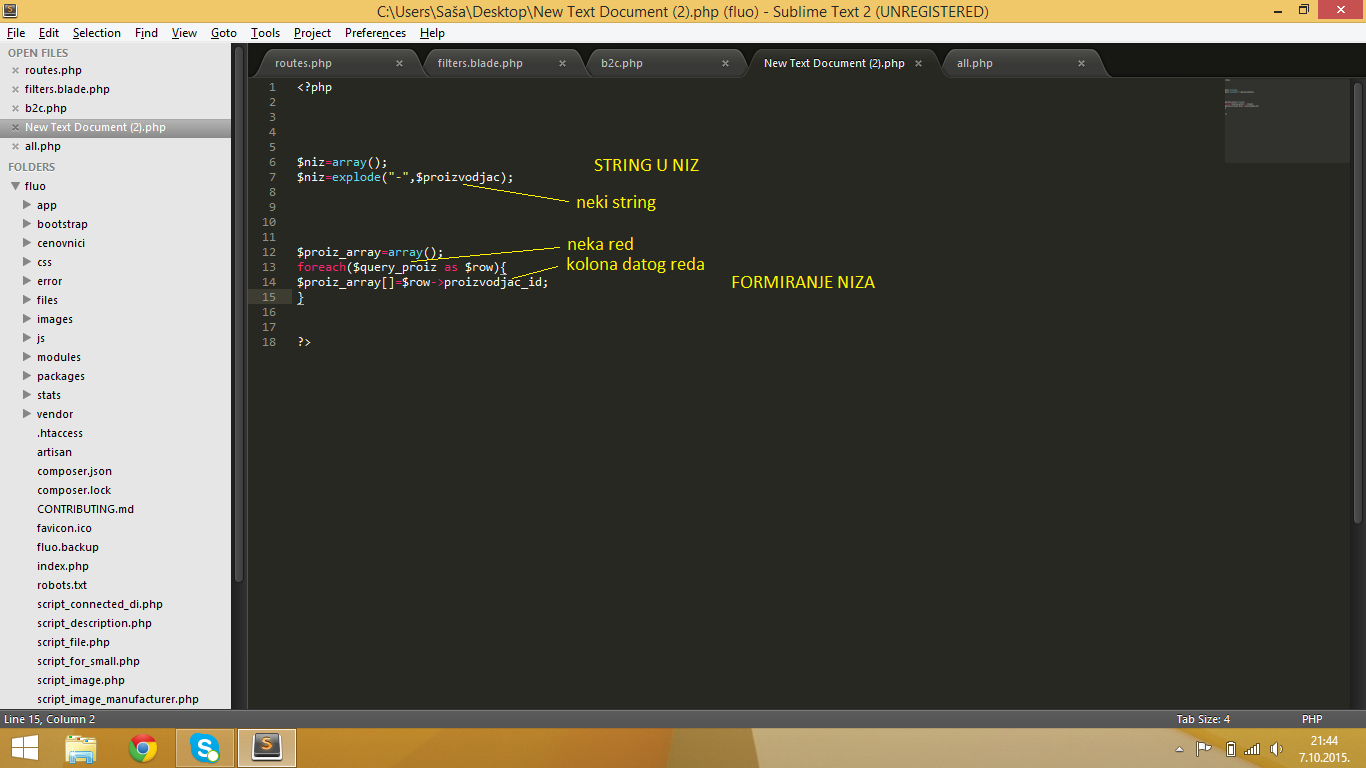 C:\Users\Saša\Desktop\New Text Document (2).php (fluo) - Sublime Text 2 (UNREGISTERED)
File Edit Selection Find View Goto Tools Project Preferences Help
OPEN FILES
routes.php
filters.blade.php
b2c.php
New Text Document (2).php
all.php
FOLDERS
fluo
app
bootstrap
cenovnici
css
error
files
images
js
modules
packages
stats
vendor
.htaccess
artisan
composer.json
composer.lock
CONTRIBUTING.md
favicon.ico
fluo.backup
index.php
robots.txt
script_connected_di.php
script_description.php
script_file.php
script_for_small.php
script_image.php
script_image_manufacturer.php
routes.php filters.blade.php b2c.php New Text Document (2).php all.php
1 <?php
2
3
4
5
6 $niz=array();
STRING U NIZ
7 $niz=explode("-",$proizvodjac);
8
neki string
9
10
11
neka red
12 $proiz_array=array();
13 foreach($query_proiz as $row){
kolona datog reda
14 $proiz_array[]=$row->proizvodjac_id;
FORMIRANJE NIZA
15 }
16
17
18 ?>
Line 15, Column 2 Tab Size: 4 PHP
21:44
7.10.2015.